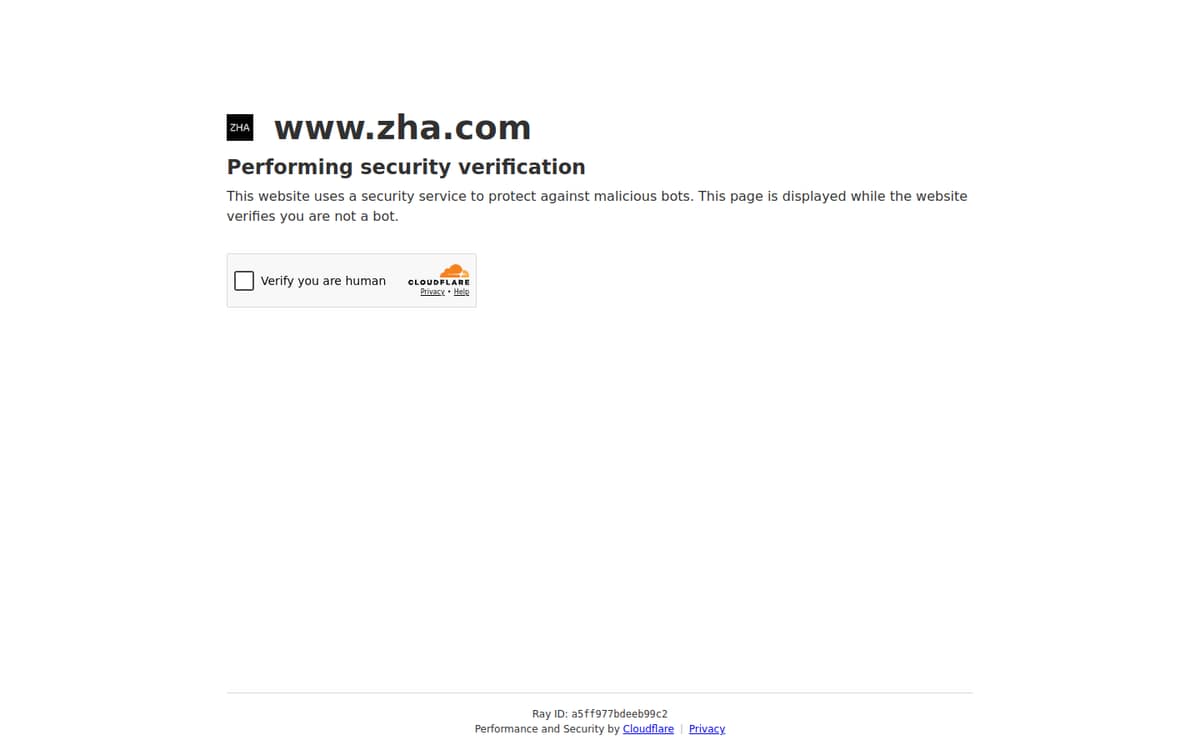 ZHA
www.zha.com
Performing security verification
This website uses a security service to protect against malicious bots. This page is displayed while the website
verifies you are not a bot.
Verify you are human
CLOUDFLARE
Privacy • Help
Ray ID: a5ff977bdeeb99c2
Performance and Security by Cloudflare | Privacy